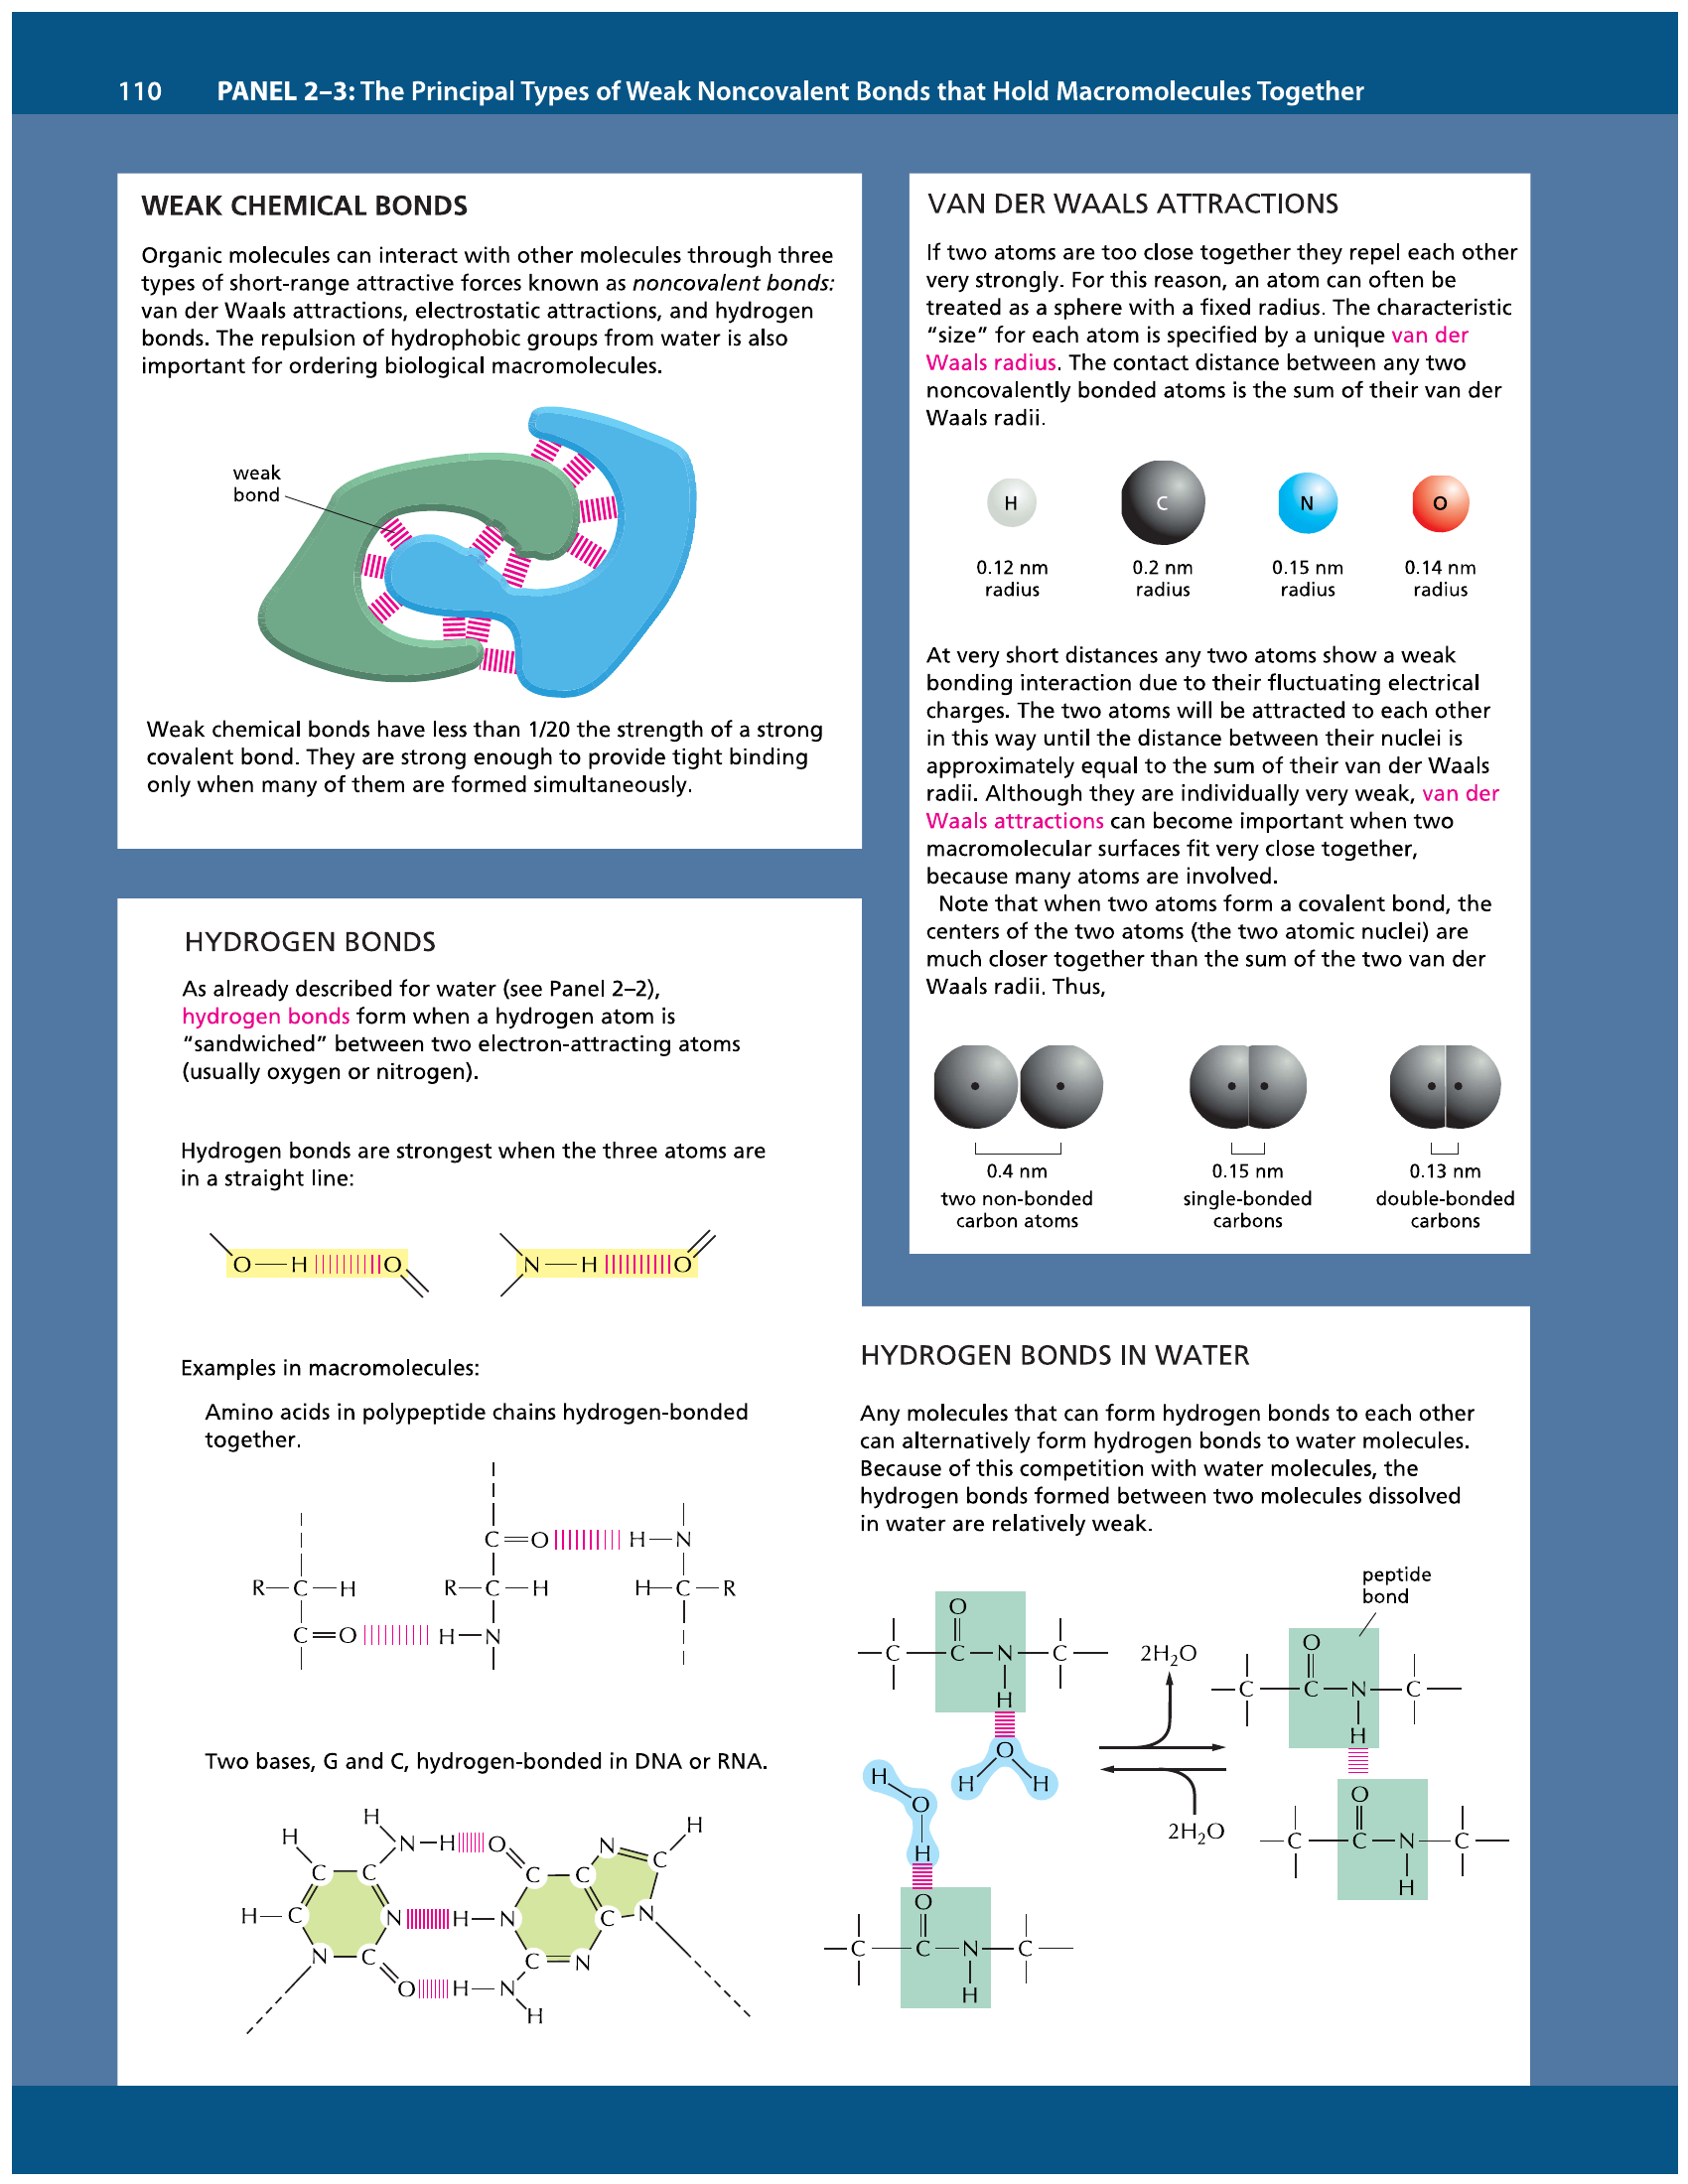 110 PANEL 2–3: The Principal Types of Weak Noncovalent Bonds that Hold Macromolecules Together
WEAK CHEMICAL BONDS
Organic molecules can interact with other molecules through three
types of short-range attractive forces known as noncovalent bonds:
van der Waals attractions, electrostatic attractions, and hydrogen
bonds. The repulsion of hydrophobic groups from water is also
important for ordering biological macromolecules.
weak
bond
Weak chemical bonds have less than 1/20 the strength of a strong
covalent bond. They are strong enough to provide tight binding
only when many of them are formed simultaneously.
HYDROGEN BONDS
As already described for water (see Panel 2–2),
hydrogen bonds form when a hydrogen atom is
“sandwiched” between two electron-attracting atoms
(usually oxygen or nitrogen).
Hydrogen bonds are strongest when the three atoms are
in a straight line:
O H O N H O
Examples in macromolecules:
Amino acids in polypeptide chains hydrogen-bonded
together.
C O H N
R C H R C H H C R
C O H N
Two bases, G and C, hydrogen-bonded in DNA or RNA.
H H
H N H O N H
C C C C C
H C N H N C N
N C C N
O H N
H
VAN DER WAALS ATTRACTIONS
If two atoms are too close together they repel each other
very strongly. For this reason, an atom can often be
treated as a sphere with a fixed radius. The characteristic
“size” for each atom is specified by a unique van der
Waals radius. The contact distance between any two
noncovalently bonded atoms is the sum of their van der
Waals radii.
H C N O
0.12 nm 0.2 nm 0.15 nm 0.14 nm
radius radius radius radius
At very short distances any two atoms show a weak
bonding interaction due to their fluctuating electrical
charges. The two atoms will be attracted to each other
in this way until the distance between their nuclei is
approximately equal to the sum of their van der Waals
radii. Although they are individually very weak, van der
Waals attractions can become important when two
macromolecular surfaces fit very close together,
because many atoms are involved.
Note that when two atoms form a covalent bond, the
centers of the two atoms (the two atomic nuclei) are
much closer together than the sum of the two van der
Waals radii. Thus,
0.4 nm 0.15 nm 0.13 nm
two non-bonded single-bonded double-bonded
carbon atoms carbons carbons
HYDROGEN BONDS IN WATER
Any molecules that can form hydrogen bonds to each other
can alternatively form hydrogen bonds to water molecules.
Because of this competition with water molecules, the
hydrogen bonds formed between two molecules dissolved
in water are relatively weak.
peptide
bond
O
C C N C
H
O
H H
H
O
H
O
C C N C
H
2H₂O
2H₂O
O
C C N C
H
O
C C N C
H